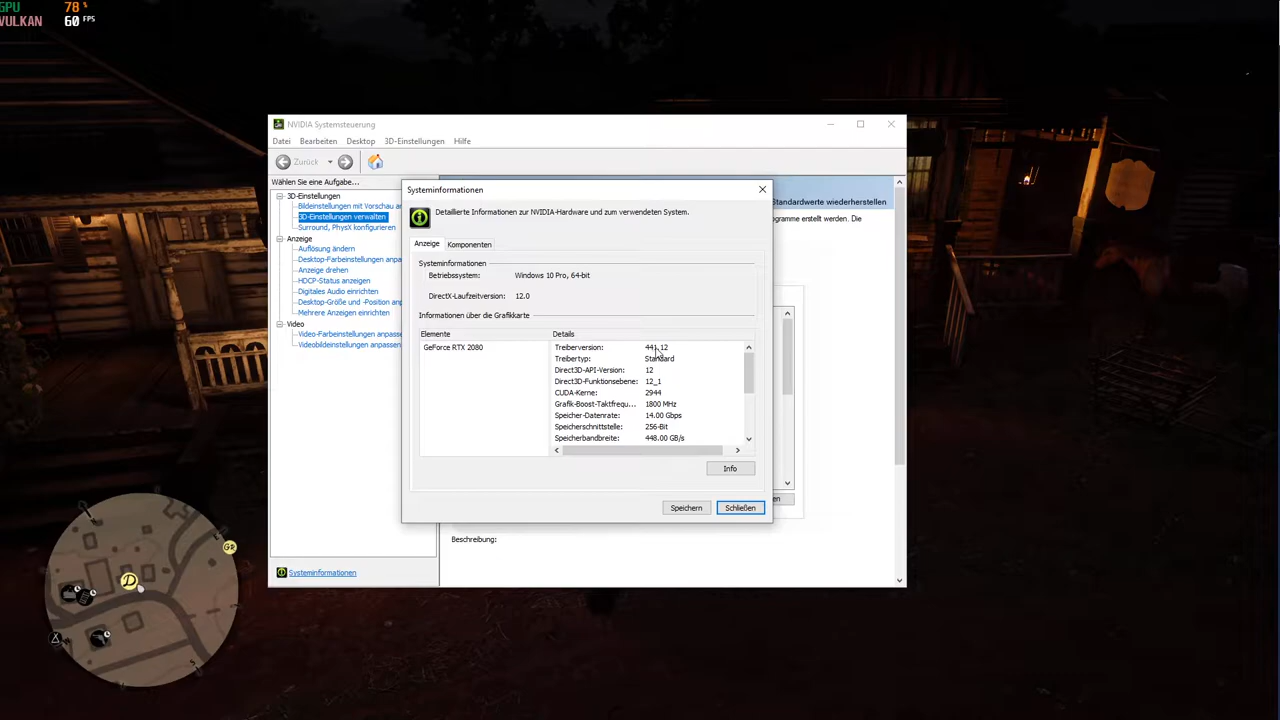 GPU 78 %
VULKAN 60 FPS
NVIDIA Systemsteuerung
Datei Bearbeiten Desktop 3D-Einstellungen Hilfe
Zurück
Wählen Sie eine Aufgabe...
3D-Einstellungen
Bildeinstellungen mit Vorschau an
3D-Einstellungen verwalten
Surround, PhysX konfigurieren
Anzeige
Auflösung ändern
Desktop-Farbeinstellungen anpa
Anzeige drehen
HDCP-Status anzeigen
Digitales Audio einrichten
Desktop-Größe und -Position an
Mehrere Anzeigen einrichten
Video
Video-Farbeinstellungen anpasse
Videobildeinstellungen anpassen
Systeminformationen
Standardwerte wiederherstellen
ogramme erstellt werden. Die
en
Beschreibung:
Systeminformationen
Detaillierte Informationen zur NVIDIA-Hardware und zum verwendeten System.
Anzeige Komponenten
Systeminformationen
Betriebssystem: Windows 10 Pro, 64-bit
DirectX-Laufzeitversion: 12.0
Informationen über die Grafikkarte
Elemente Details
GeForce RTX 2080
Treiberversion: 441.12
Treibertyp: Standard
Direct3D-API-Version: 12
Direct3D-Funktionsebene: 12_1
CUDA-Kerne: 2944
Grafik-Boost-Taktfrequ... 1800 MHz
Speicher-Datenrate: 14.00 Gbps
Speicherschnittstelle: 256-Bit
Speicherbandbreite: 448.00 GB/s
Info
Speichern Schließen
GR
D